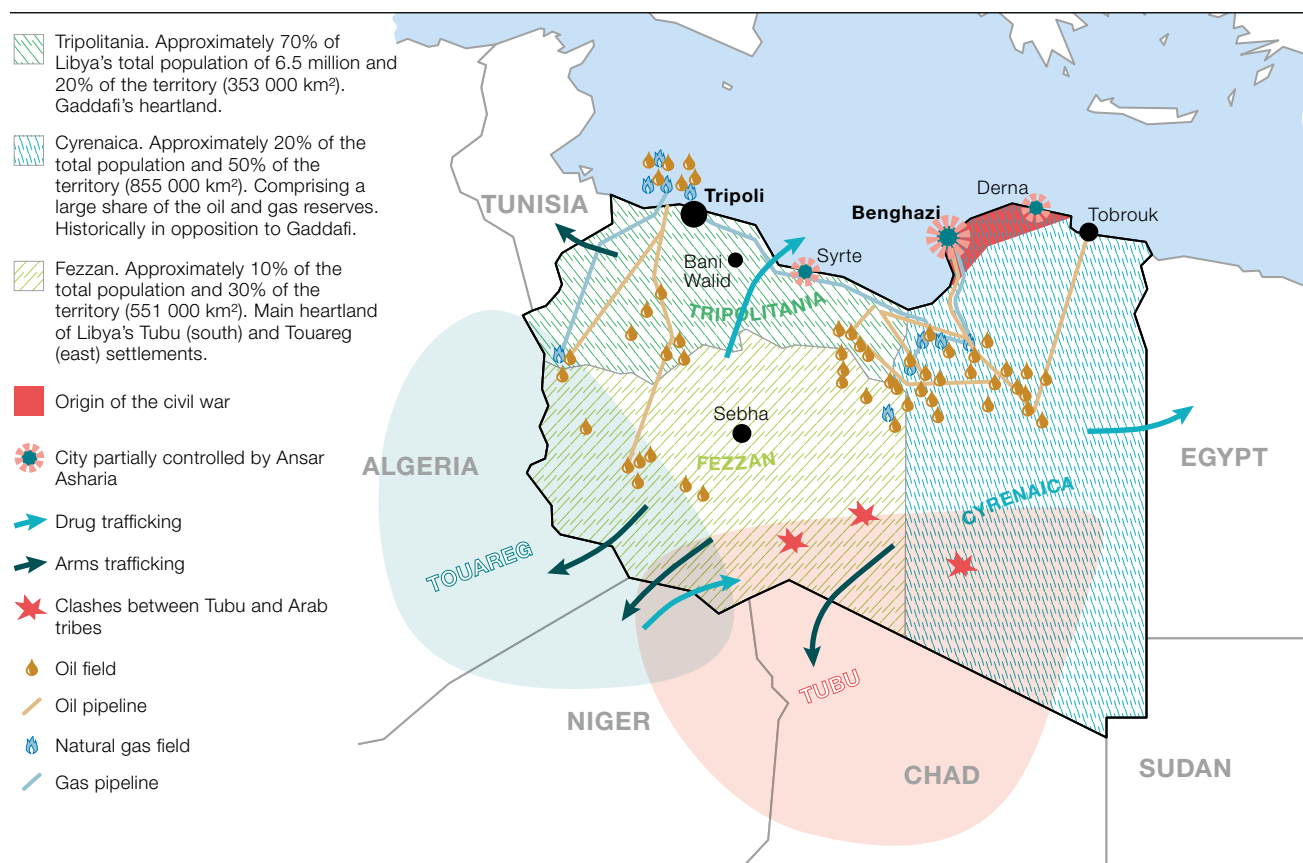 Tripolitania. Approximately 70% of
Libya's total population of 6.5 million and
20% of the territory (353 000 km²).
Gaddafi's heartland.
Cyrenaica. Approximately 20% of the
total population and 50% of the
territory (855 000 km²). Comprising a
large share of the oil and gas reserves.
Historically in opposition to Gaddafi.
Fezzan. Approximately 10% of the
total population and 30% of the
territory (551 000 km²). Main heartland
of Libya's Tubu (south) and Touareg
(east) settlements.
Origin of the civil war
City partially controlled by Ansar
Asharia
Drug trafficking
Arms trafficking
Clashes between Tubu and Arab
tribes
Oil field
Oil pipeline
Natural gas field
Gas pipeline
TUNISIA
Tripoli
Benghazi
Derna
Tobrouk
Bani
Walid
Syrte
TRIPOLITANIA
Sebha
FEZZAN
CYRENAICA
ALGERIA
EGYPT
TOUAREG
TUBU
NIGER
CHAD
SUDAN